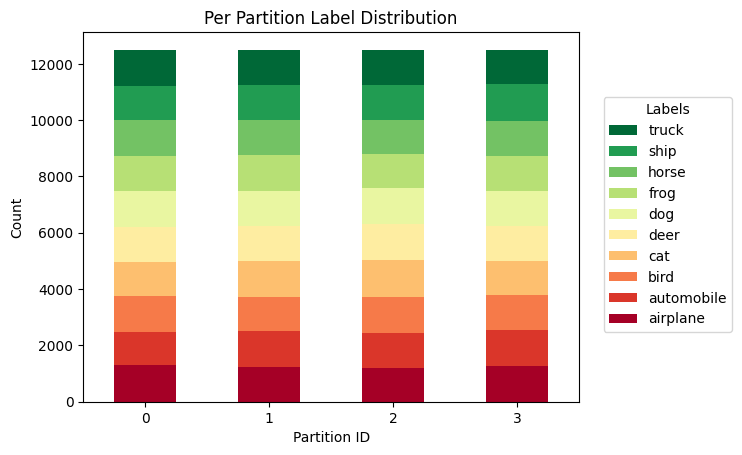 Per Partition Label Distribution
Count
12000
10000
8000
6000
4000
2000
0
0 1 2 3
Partition ID
Labels
truck
ship
horse
frog
dog
deer
cat
bird
automobile
airplane